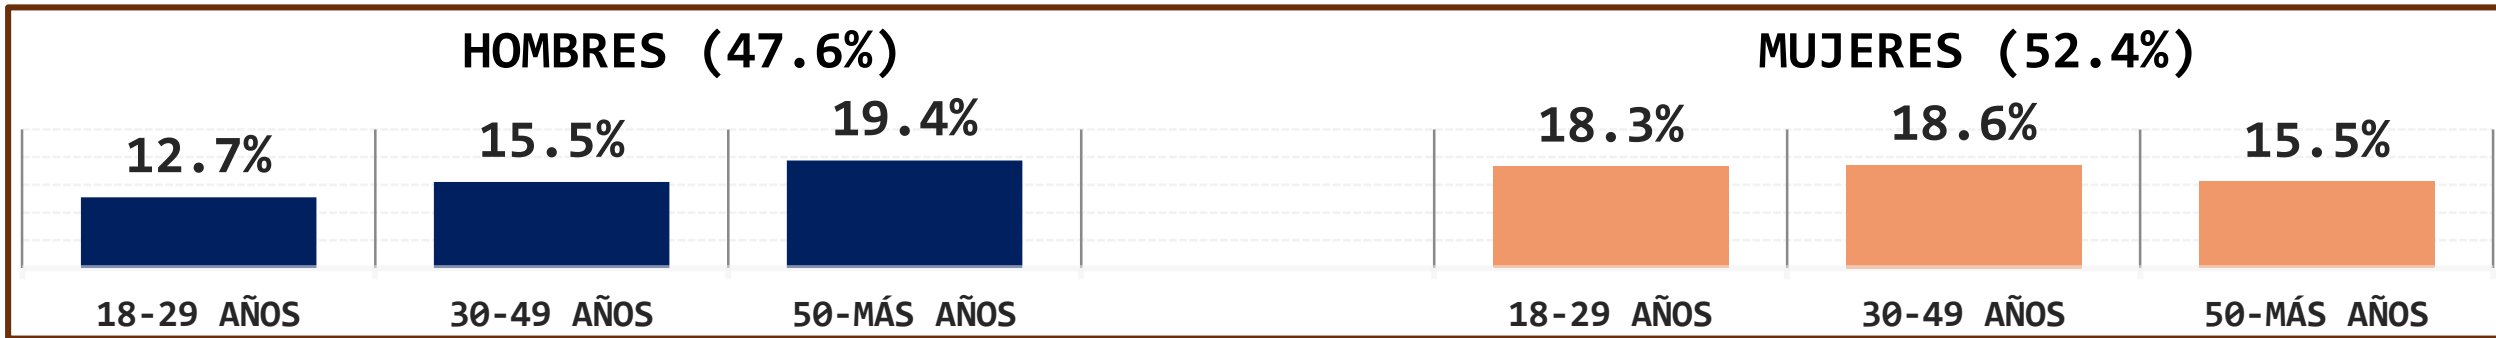 HOMBRES (47.6%) MUJERES (52.4%)
12.7% 15.5% 19.4% 18.3% 18.6% 15.5%
18-29 AÑOS 30-49 AÑOS 50-MÁS AÑOS 18-29 AÑOS 30-49 AÑOS 50-MÁS AÑOS